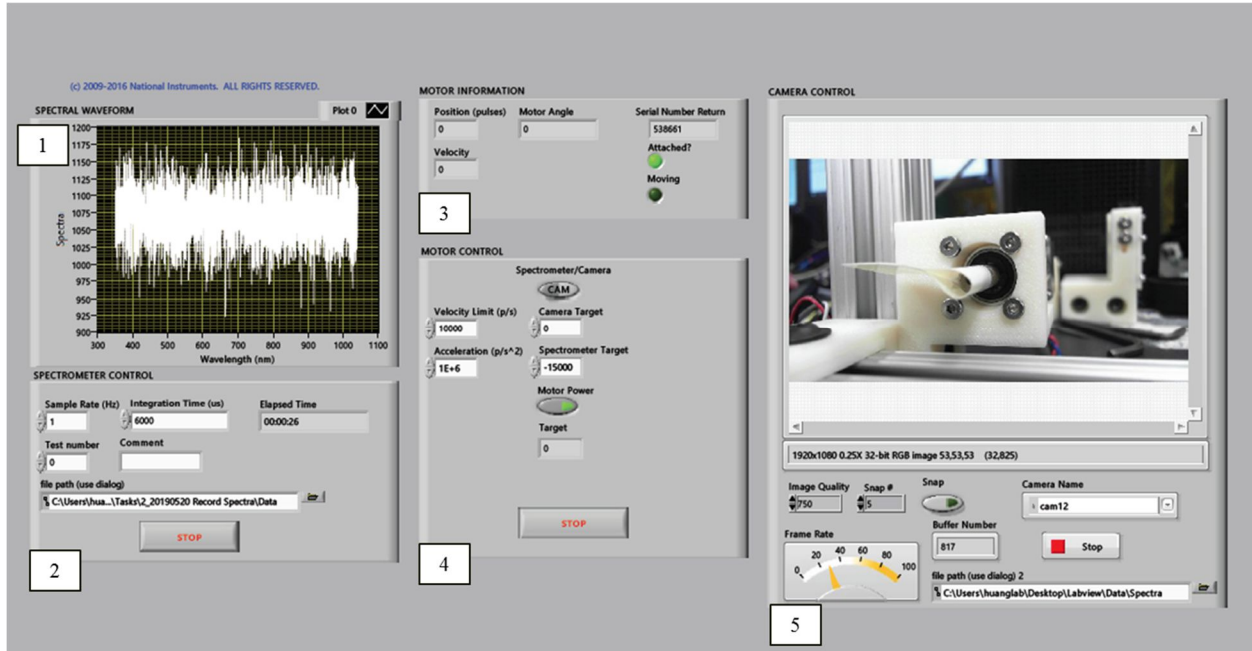 (c) 2009-2016 National Instruments. ALL RIGHTS RESERVED.
SPECTRAL WAVEFORM
Plot 0
1
1200
1175
1150
1125
1100
1075
1050
1025
1000
975
950
925
900
Spectra
300 400 500 600 700 800 900 1000 1100
Wavelength (nm)
SPECTROMETER CONTROL
Sample Rate (Hz) Integration Time (us) Elapsed Time
1 6000 00:00:26
Test number Comment
0
file path (use dialog)
C:\Users\hua...\Tasks\2_20190520 Record Spectra\Data
STOP
2
MOTOR INFORMATION
Position (pulses) Motor Angle Serial Number Return
0 0 538661
Velocity Attached?
0
Moving
3
MOTOR CONTROL
Spectrometer/Camera
CAM
Velocity Limit (p/s) Camera Target
10000 0
Acceleration (p/s^2) Spectrometer Target
1E+6 -15000
Motor Power
Target
0
STOP
4
CAMERA CONTROL
1920x1080 0.25X 32-bit RGB image 53,53,53 (32,825)
Image Quality Snap # Snap Camera Name
750 5 cam12
Buffer Number
817 Stop
Frame Rate
0 20 40 60 80 100
file path (use dialog) 2
C:\Users\huanglab\Desktop\Labview\Data\Spectra
5